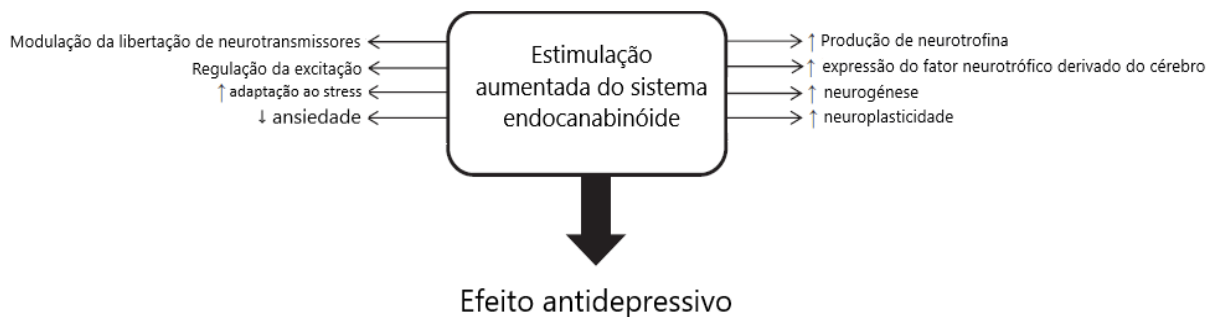 Modulação da libertação de neurotransmissores
Regulação da excitação
↑ adaptação ao stress
↓ ansiedade
Estimulação
aumentada do sistema
endocanabinóide
↑ Produção de neurotrofina
↑ expressão do fator neurotrófico derivado do cérebro
↑ neurogénese
↑ neuroplasticidade
Efeito antidepressivo